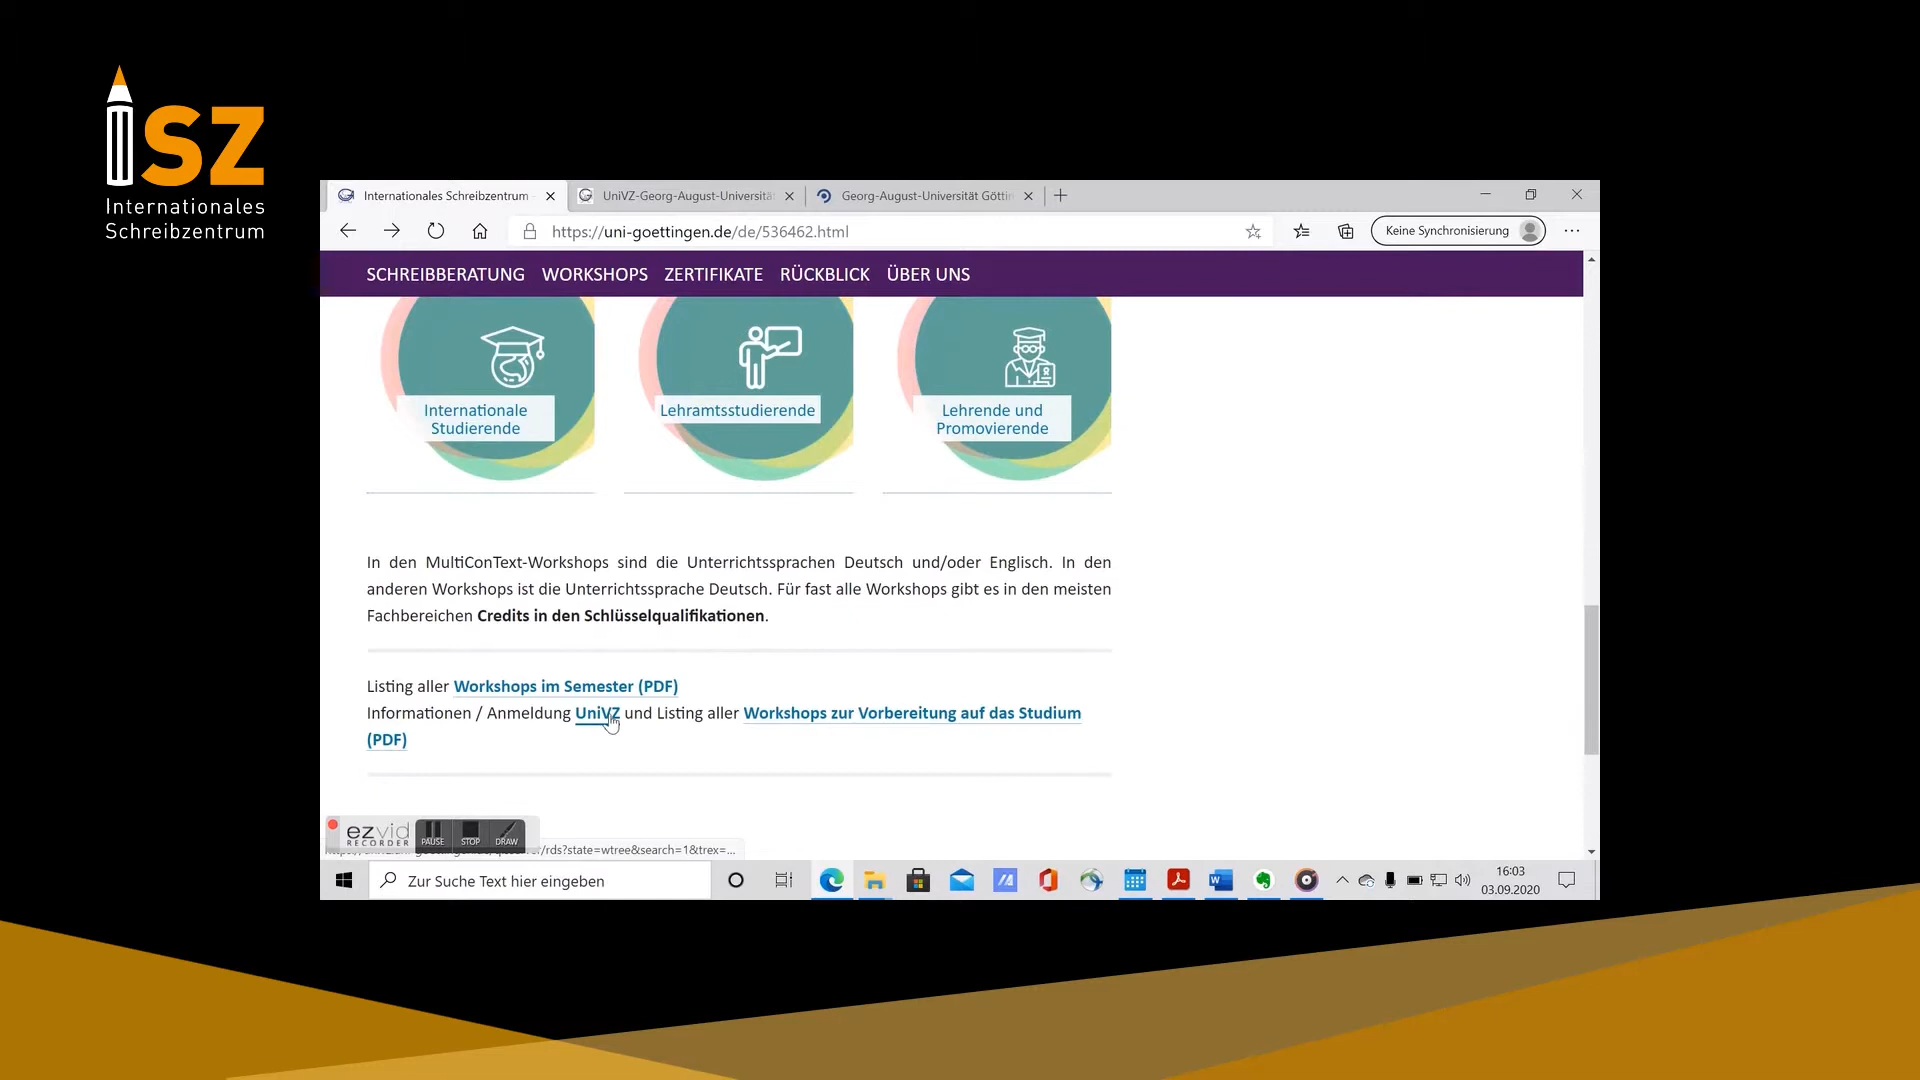 SZ
Internationales
Schreibzentrum
Internationales Schreibzentrum -
UniVZ-Georg-August-Universitä
Georg-August-Universität Götti
https://uni-goettingen.de/de/536462.html
Keine Synchronisierung
SCHREIBBERATUNG WORKSHOPS ZERTIFIKATE RÜCKBLICK ÜBER UNS
Internationale
Studierende
Lehramtsstudierende
Lehrende und
Promovierende
In den MultiConText-Workshops sind die Unterrichtssprachen Deutsch und/oder Englisch. In den
anderen Workshops ist die Unterrichtssprache Deutsch. Für fast alle Workshops gibt es in den meisten
Fachbereichen Credits in den Schlüsselqualifikationen.
Listing aller Workshops im Semester (PDF)
Informationen / Anmeldung UniVZ und Listing aller Workshops zur Vorbereitung auf das Studium
(PDF)
ezvid
RECORDER
PAUSE STOP DRAW
/rds?state=wtree&search=1&trex=...
Zur Suche Text hier eingeben
16:03
03.09.2020